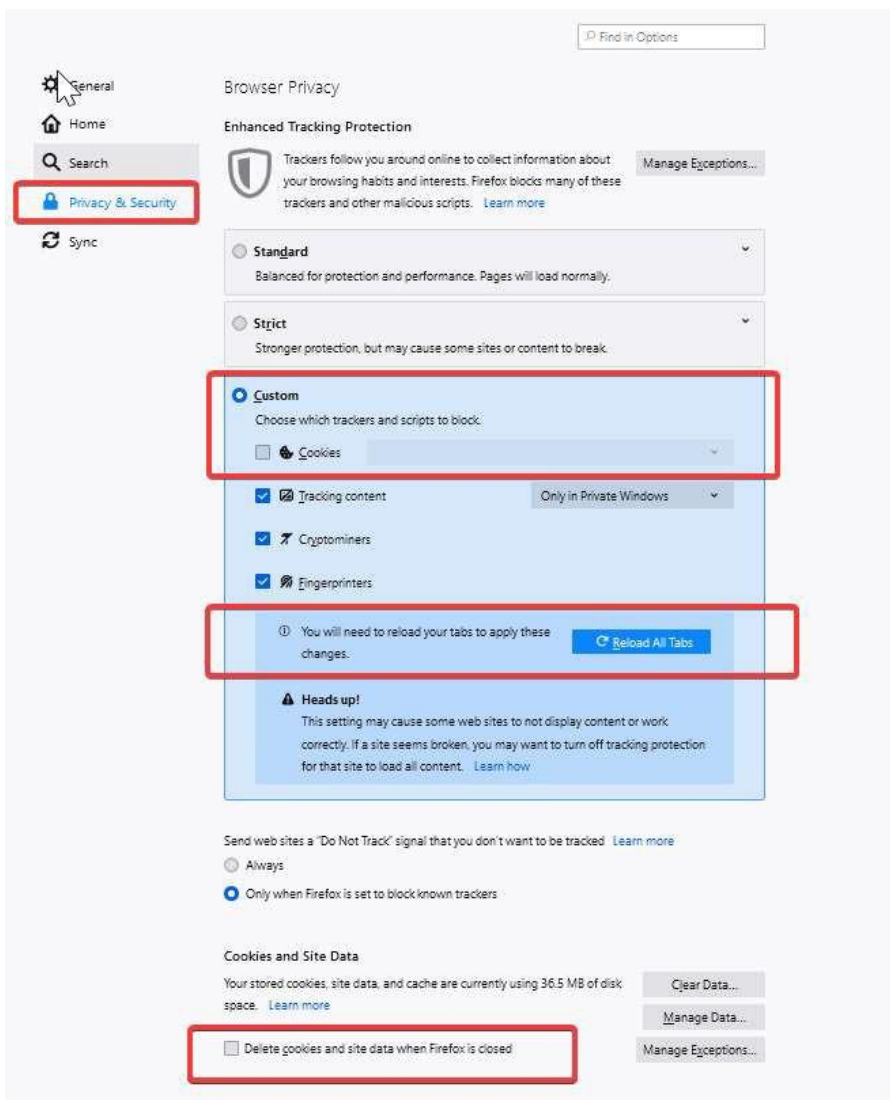 Find in Options
General
Home
Search
Privacy & Security
Sync
Browser Privacy
Enhanced Tracking Protection
Trackers follow you around online to collect information about
your browsing habits and interests. Firefox blocks many of these
trackers and other malicious scripts. Learn more
Manage Exceptions...
Standard
Balanced for protection and performance. Pages will load normally.
Strict
Stronger protection, but may cause some sites or content to break.
Custom
Choose which trackers and scripts to block.
Cookies
Tracking content
Only in Private Windows
Cryptominers
Fingerprinters
You will need to reload your tabs to apply these
changes.
Reload All Tabs
Heads up!
This setting may cause some web sites to not display content or work
correctly. If a site seems broken, you may want to turn off tracking protection
for that site to load all content. Learn how
Send web sites a "Do Not Track" signal that you don't want to be tracked Learn more
Always
Only when Firefox is set to block known trackers
Cookies and Site Data
Your stored cookies, site data, and cache are currently using 36.5 MB of disk
space. Learn more
Clear Data...
Manage Data...
Delete cookies and site data when Firefox is closed
Manage Exceptions...